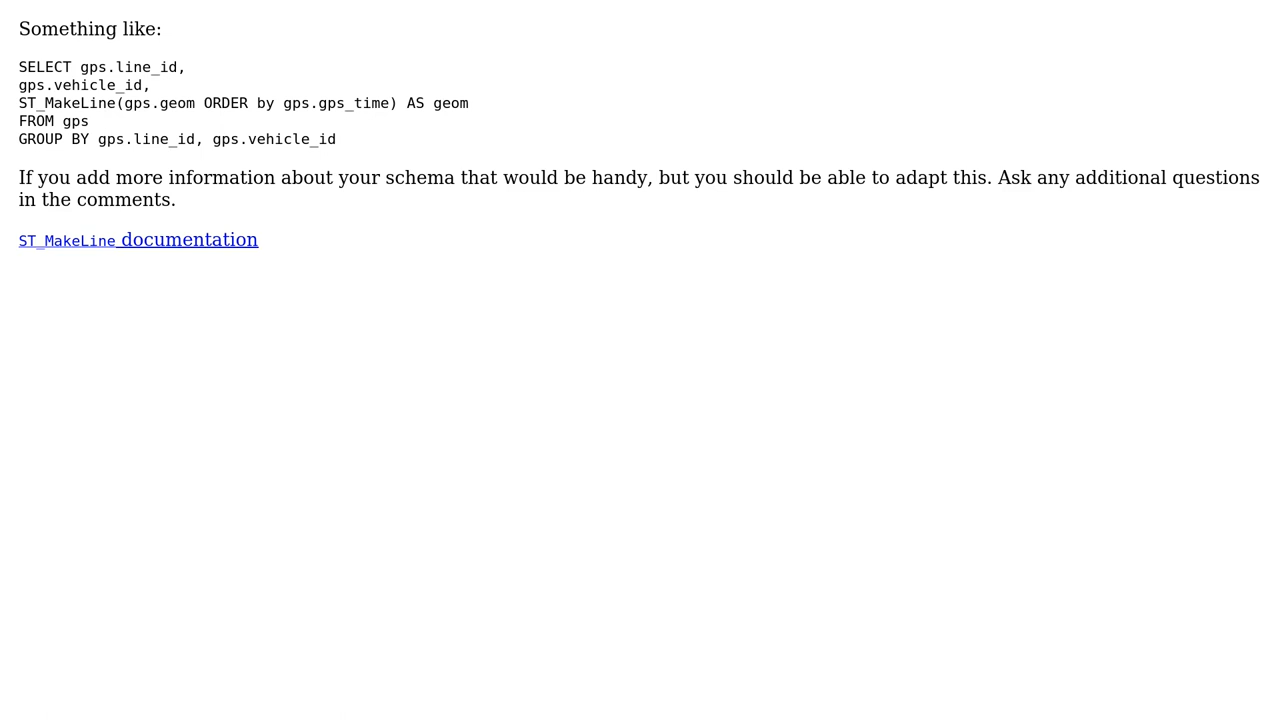 Something like:
SELECT gps.line_id,
gps.vehicle_id,
ST_MakeLine(gps.geom ORDER by gps.gps_time) AS geom
FROM gps
GROUP BY gps.line_id, gps.vehicle_id
If you add more information about your schema that would be handy, but you should be able to adapt this. Ask any additional questions
in the comments.
ST_MakeLine documentation